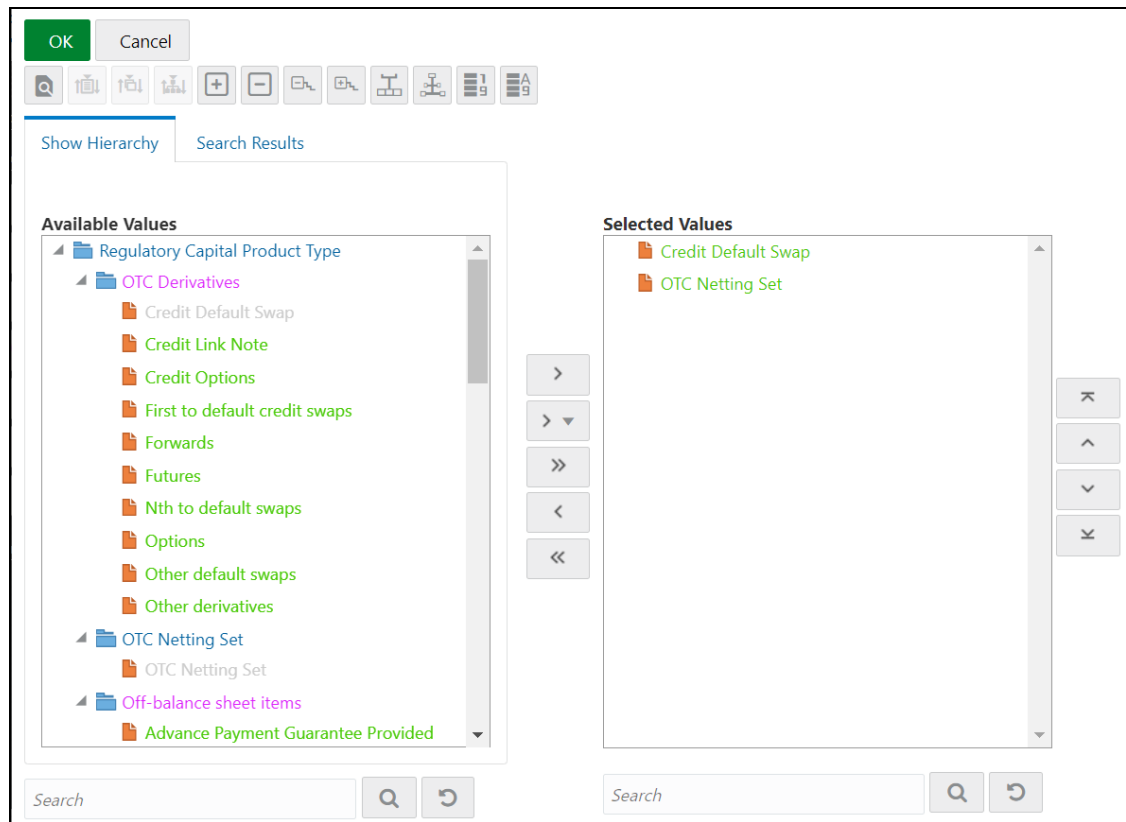 OK Cancel
Show Hierarchy Search Results
Available Values
Regulatory Capital Product Type
OTC Derivatives
Credit Default Swap
Credit Link Note
Credit Options
First to default credit swaps
Forwards
Futures
Nth to default swaps
Options
Other default swaps
Other derivatives
OTC Netting Set
OTC Netting Set
Off-balance sheet items
Advance Payment Guarantee Provided
Search
Selected Values
Credit Default Swap
OTC Netting Set
Search